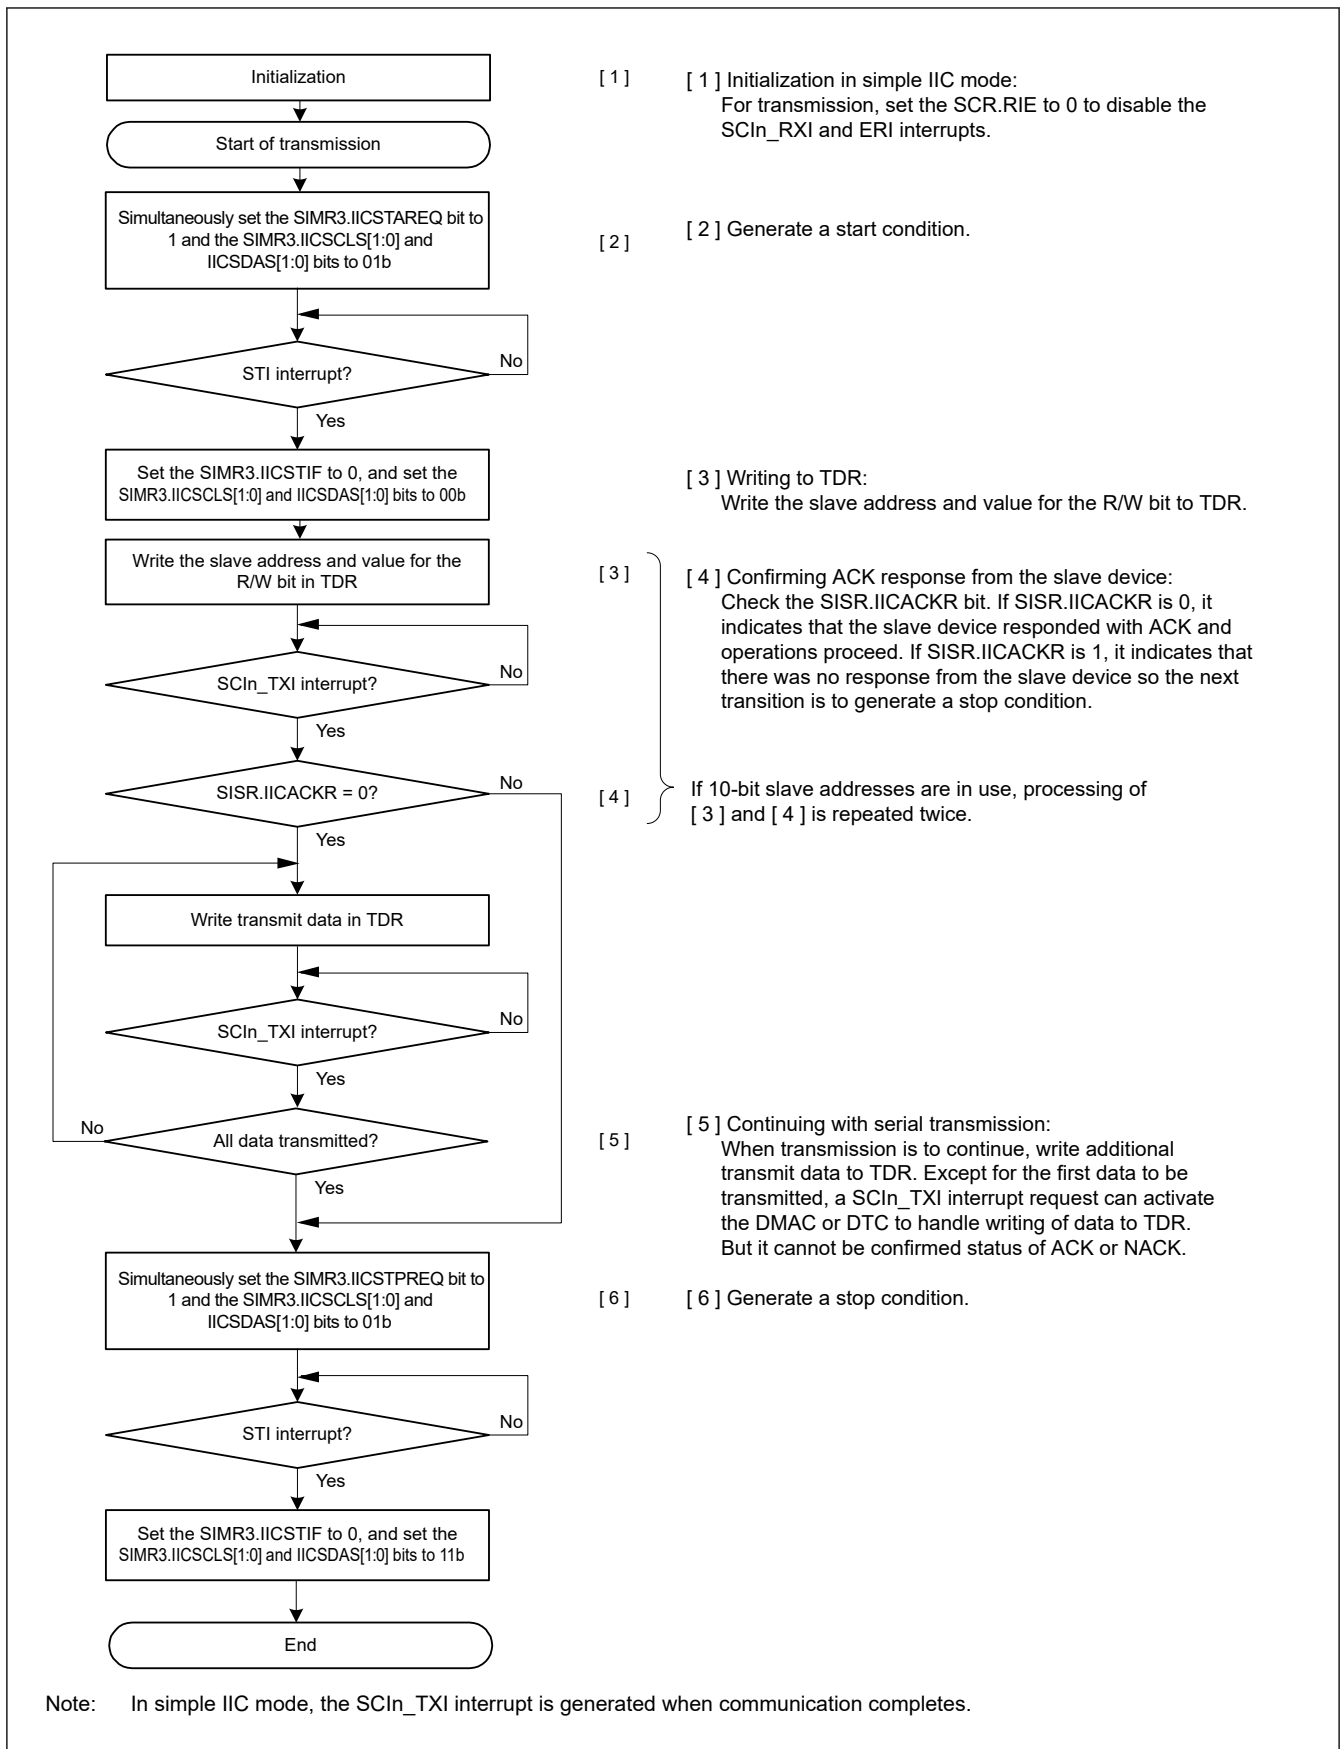 Initialization
[ 1 ]
[ 1 ] Initialization in simple IIC mode:
For transmission, set the SCR.RIE to 0 to disable the
SCIn_RXI and ERI interrupts.
Start of transmission
Simultaneously set the SIMR3.IICSTAREQ bit to
1 and the SIMR3.IICSCLS[1:0] and
IICSDAS[1:0] bits to 01b
[ 2 ]
[ 2 ] Generate a start condition.
STI interrupt?
No
Yes
Set the SIMR3.IICSTIF to 0, and set the
SIMR3.IICSCLS[1:0] and IICSDAS[1:0] bits to 00b
[ 3 ] Writing to TDR:
Write the slave address and value for the R/W bit to TDR.
Write the slave address and value for the
R/W bit in TDR
[ 3 ]
[ 4 ] Confirming ACK response from the slave device:
Check the SISR.IICACKR bit. If SISR.IICACKR is 0, it
indicates that the slave device responded with ACK and
operations proceed. If SISR.IICACKR is 1, it indicates that
there was no response from the slave device so the next
transition is to generate a stop condition.
SCIn_TXI interrupt?
No
Yes
SISR.IICACKR = 0?
No
[ 4 ]
If 10-bit slave addresses are in use, processing of
[ 3 ] and [ 4 ] is repeated twice.
Yes
Write transmit data in TDR
SCIn_TXI interrupt?
No
Yes
No
All data transmitted?
[ 5 ]
[ 5 ] Continuing with serial transmission:
When transmission is to continue, write additional
transmit data to TDR. Except for the first data to be
transmitted, a SCIn_TXI interrupt request can activate
the DMAC or DTC to handle writing of data to TDR.
But it cannot be confirmed status of ACK or NACK.
Yes
Simultaneously set the SIMR3.IICSTPREQ bit to
1 and the SIMR3.IICSCLS[1:0] and
IICSDAS[1:0] bits to 01b
[ 6 ]
[ 6 ] Generate a stop condition.
STI interrupt?
No
Yes
Set the SIMR3.IICSTIF to 0, and set the
SIMR3.IICSCLS[1:0] and IICSDAS[1:0] bits to 11b
End
Note: In simple IIC mode, the SCIn_TXI interrupt is generated when communication completes.